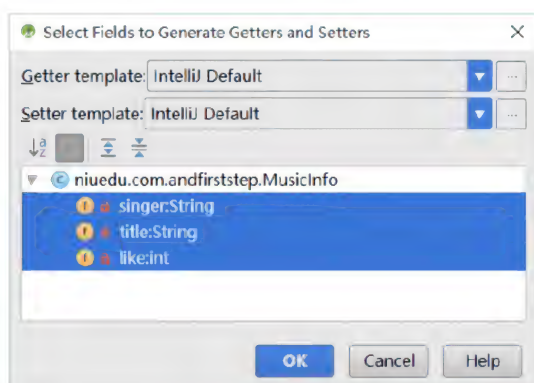 Select Fields to Generate Getters and Setters
Getter template: IntelliJ Default
Setter template: IntelliJ Default
niuedu.com.andfirststep.MusicInfo
singer:String
title:String
like:int
OK Cancel Help